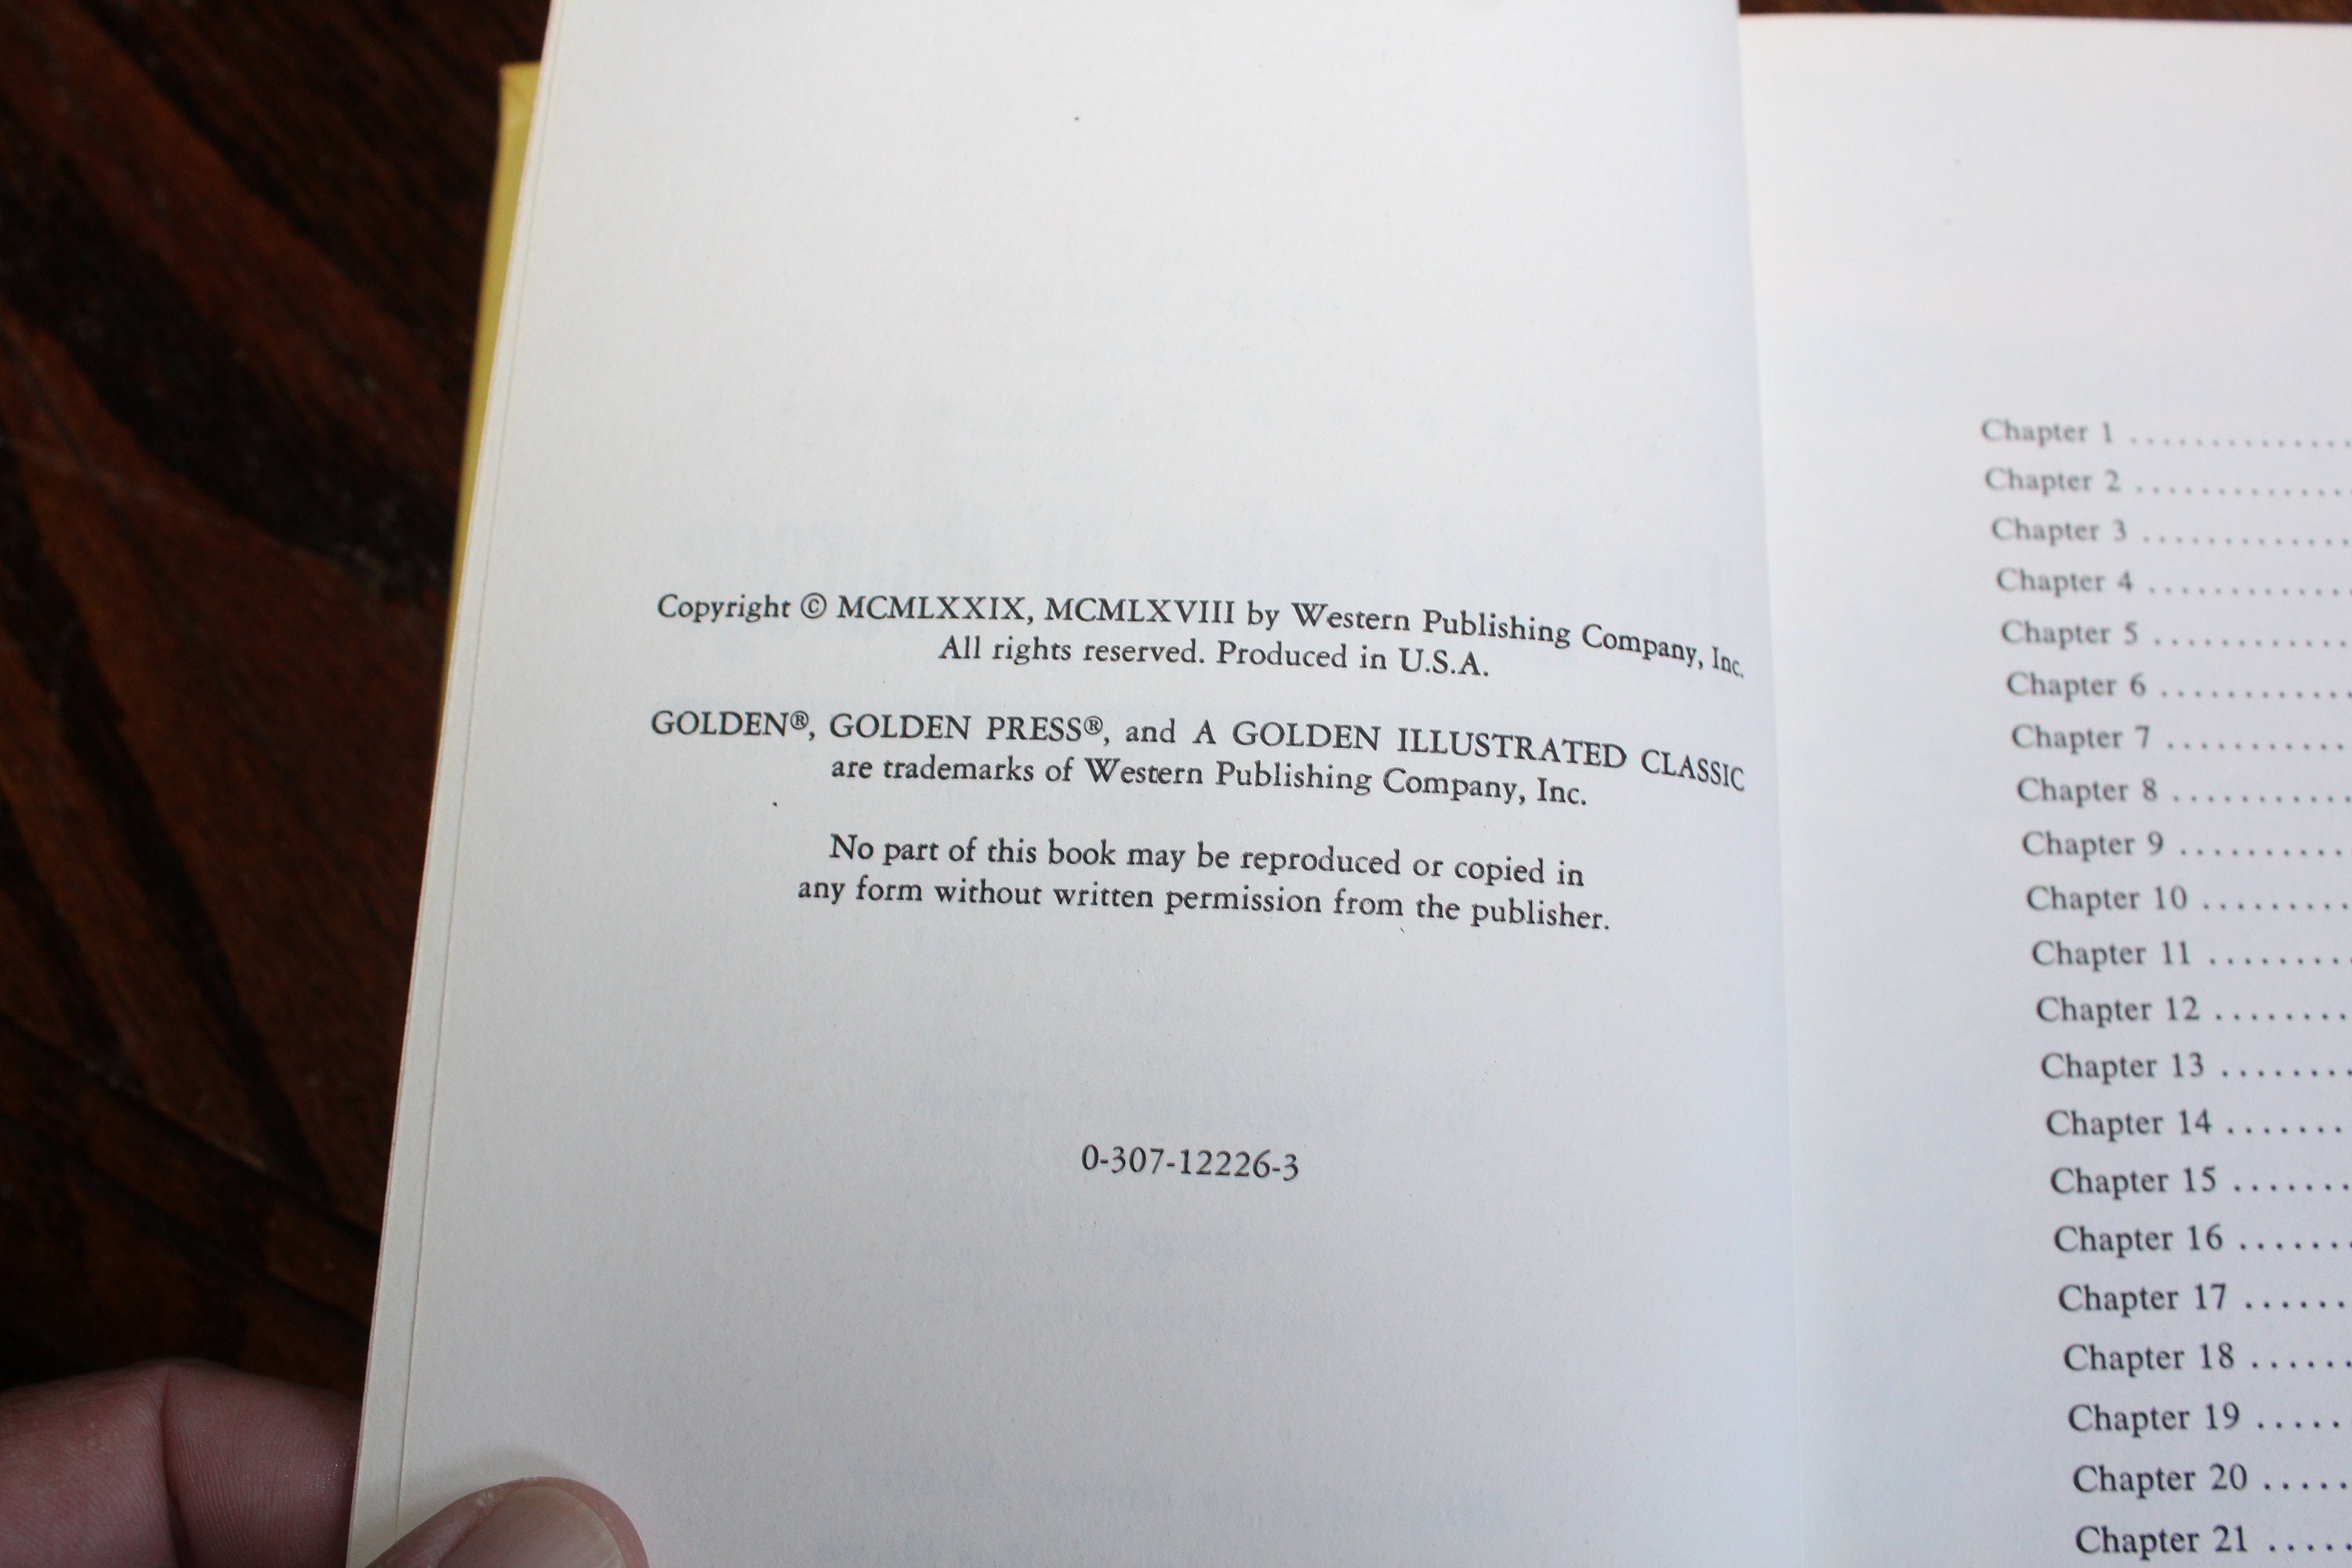 Copyright © MCMLXXIX, MCMLXVIII by Western Publishing Company, Inc.
All rights reserved. Produced in U.S.A.
GOLDEN®, GOLDEN PRESS®, and A GOLDEN ILLUSTRATED CLASSIC
are trademarks of Western Publishing Company, Inc.
No part of this book may be reproduced or copied in
any form without written permission from the publisher.
0-307-12226-3
Chapter 1 . . . . . . . . . . . . . .
Chapter 2 . . . . . . . . . . . . . .
Chapter 3 . . . . . . . . . . . . .
Chapter 4 . . . . . . . . . . . . .
Chapter 5 . . . . . . . . . . . . .
Chapter 6 . . . . . . . . . . . .
Chapter 7 . . . . . . . . . . .
Chapter 8 . . . . . . . . . . .
Chapter 9 . . . . . . . . . .
Chapter 10 . . . . . . . . .
Chapter 11 . . . . . . . . .
Chapter 12 . . . . . . . .
Chapter 13 . . . . . . . .
Chapter 14 . . . . . . .
Chapter 15 . . . . . . .
Chapter 16 . . . . . . .
Chapter 17 . . . . . .
Chapter 18 . . . . . .
Chapter 19 . . . . .
Chapter 20 . . . . .
Chapter 21 . . . . .